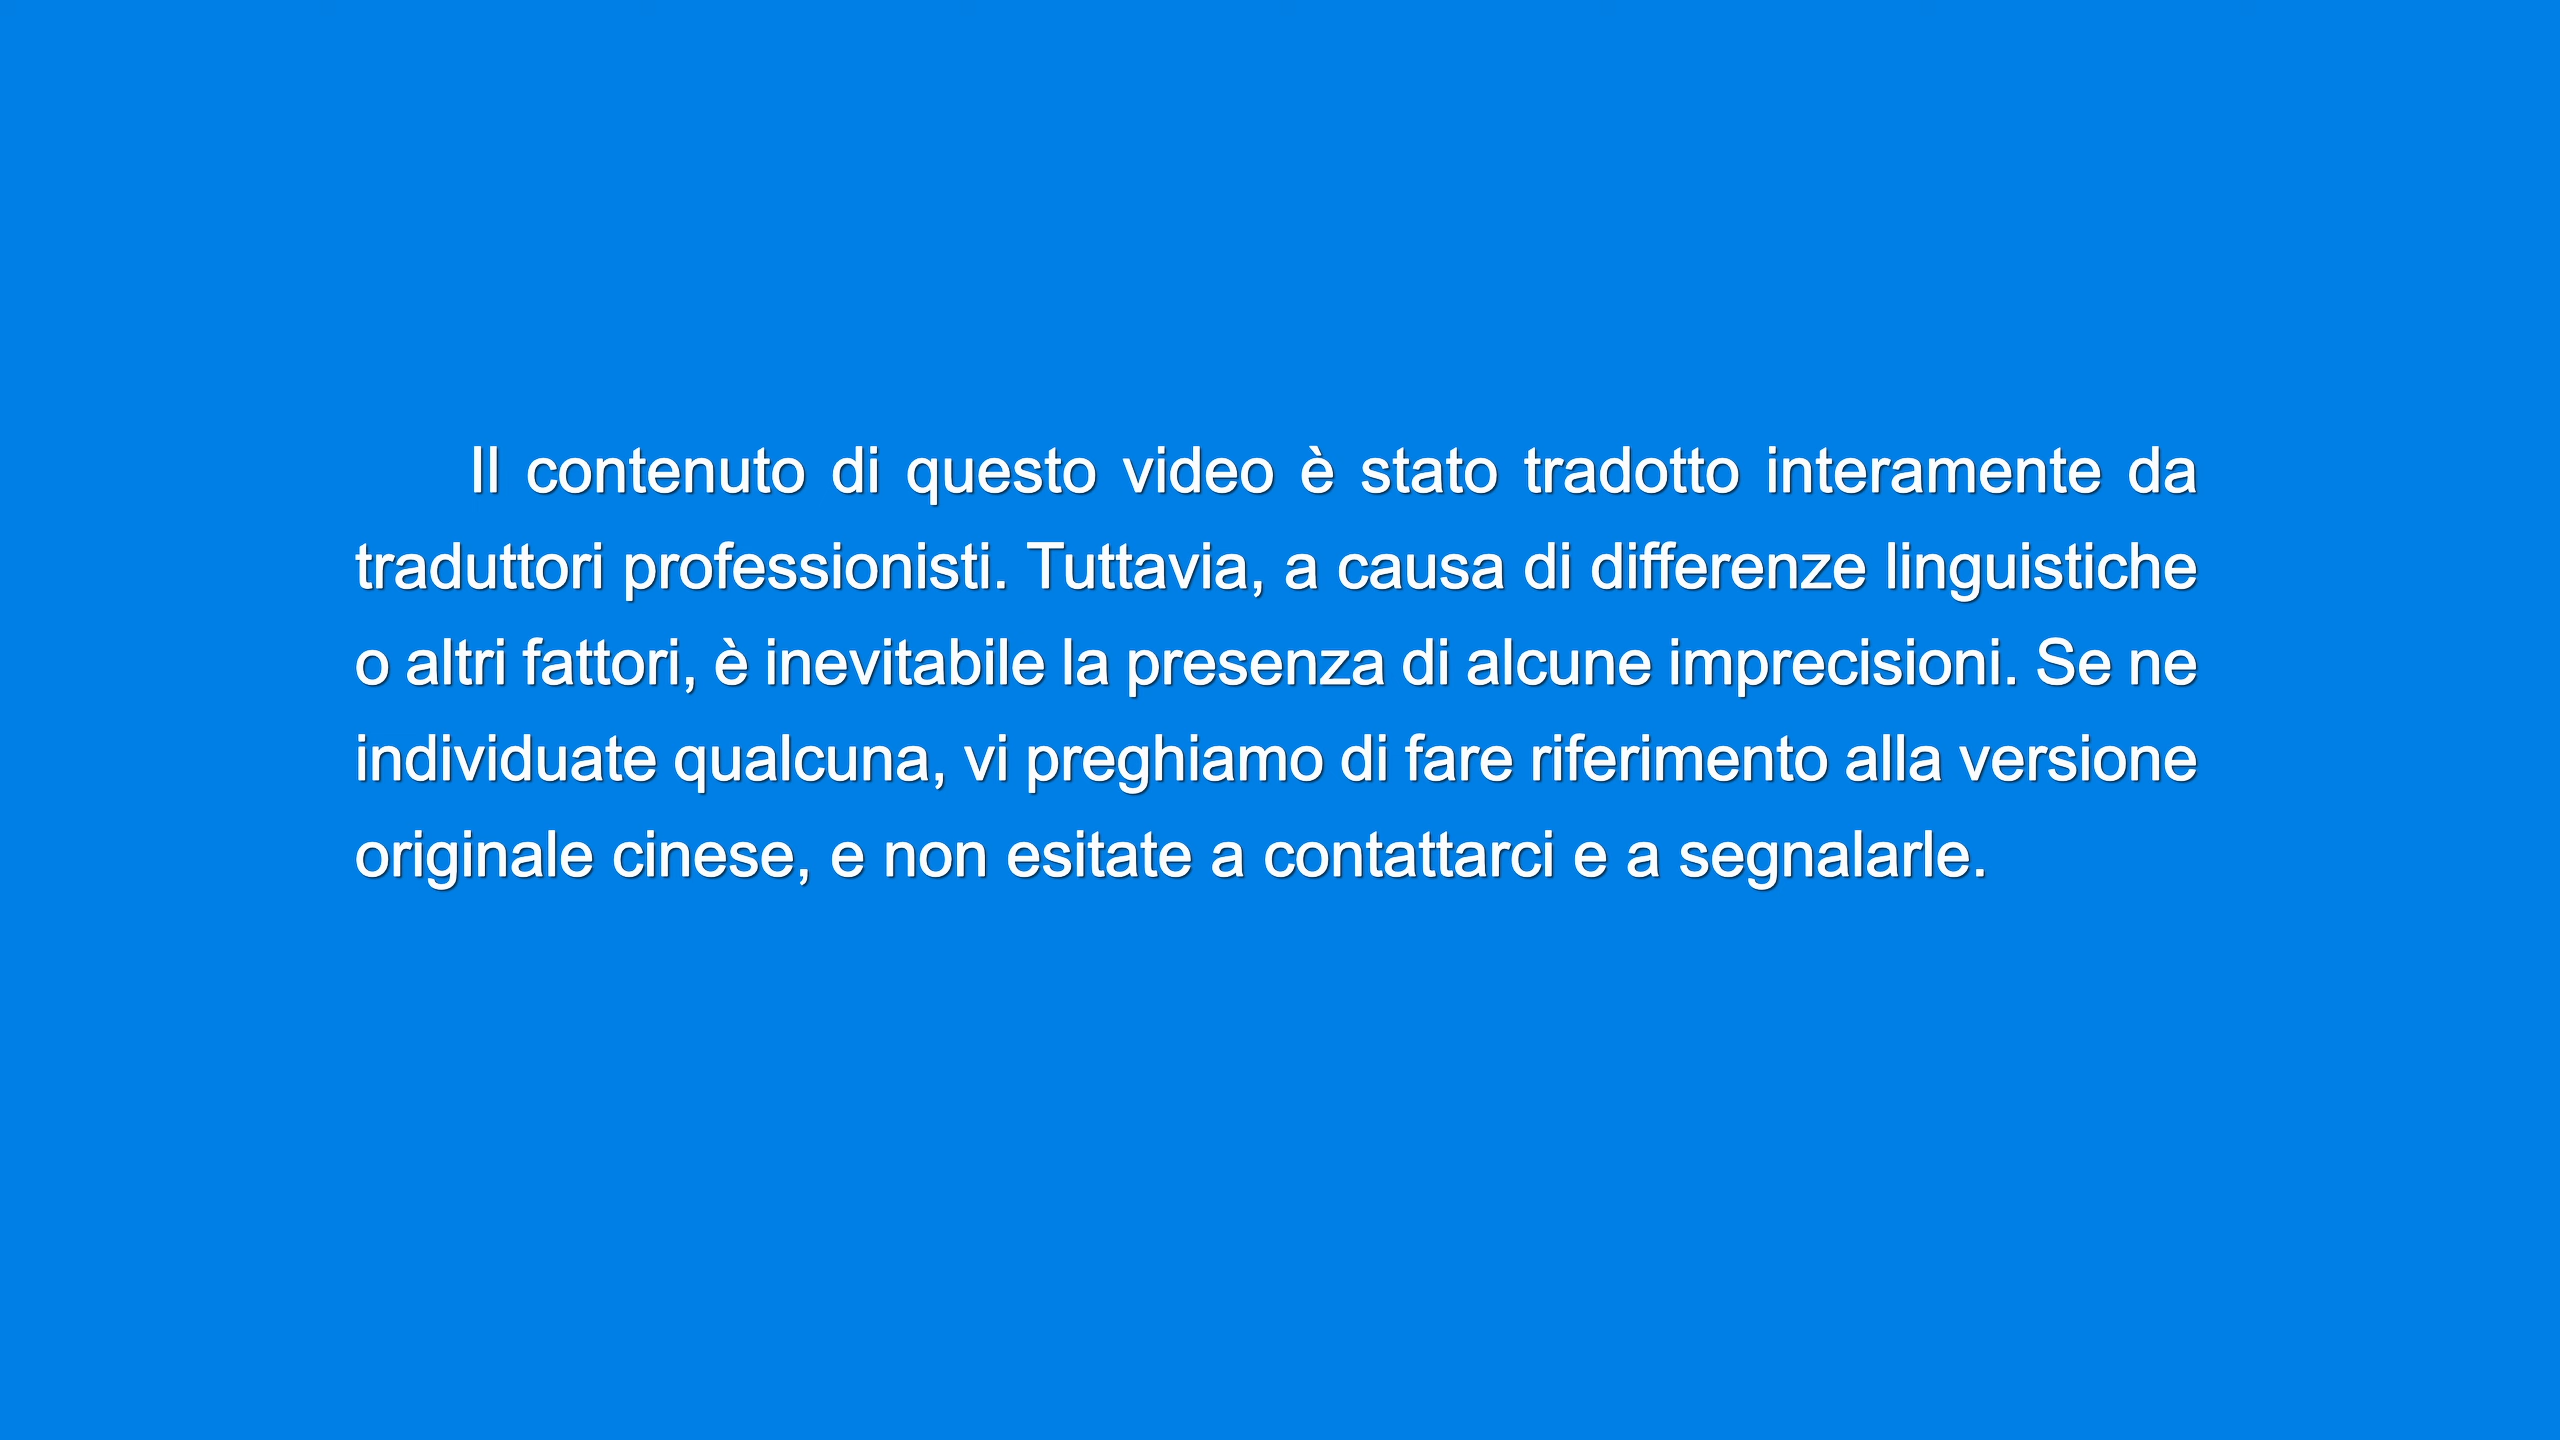 Il contenuto di questo video è stato tradotto interamente da
traduttori professionisti. Tuttavia, a causa di differenze linguistiche
o altri fattori, è inevitabile la presenza di alcune imprecisioni. Se ne
individuate qualcuna, vi preghiamo di fare riferimento alla versione
originale cinese, e non esitate a contattarci e a segnalarle.